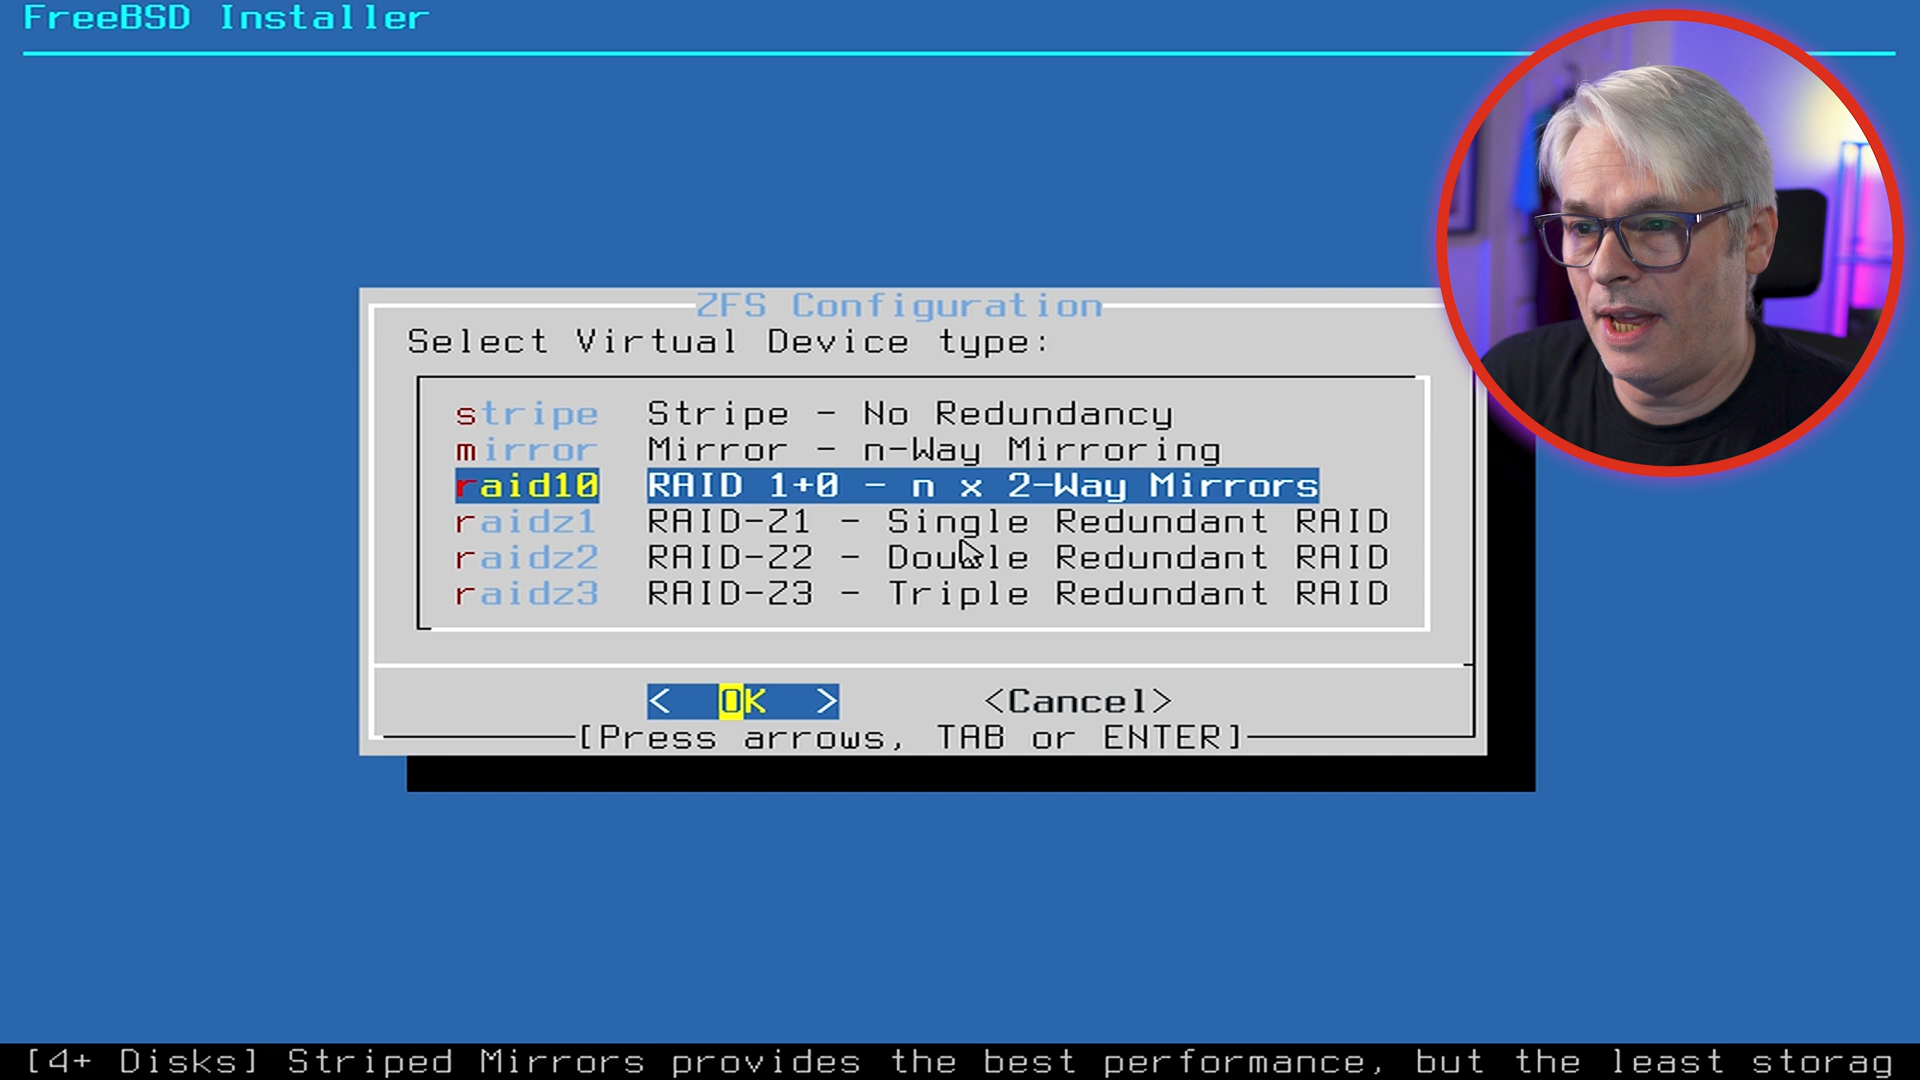 FreeBSD Installer
ZFS Configuration
Select Virtual Device type:
stripe Stripe - No Redundancy
mirror Mirror - n-Way Mirroring
raid10 RAID 1+0 - n x 2-Way Mirrors
raidz1 RAID-Z1 - Single Redundant RAID
raidz2 RAID-Z2 - Double Redundant RAID
raidz3 RAID-Z3 - Triple Redundant RAID
< OK > <Cancel>
[Press arrows, TAB or ENTER]
[4+ Disks] Striped Mirrors provides the best performance, but the least storag